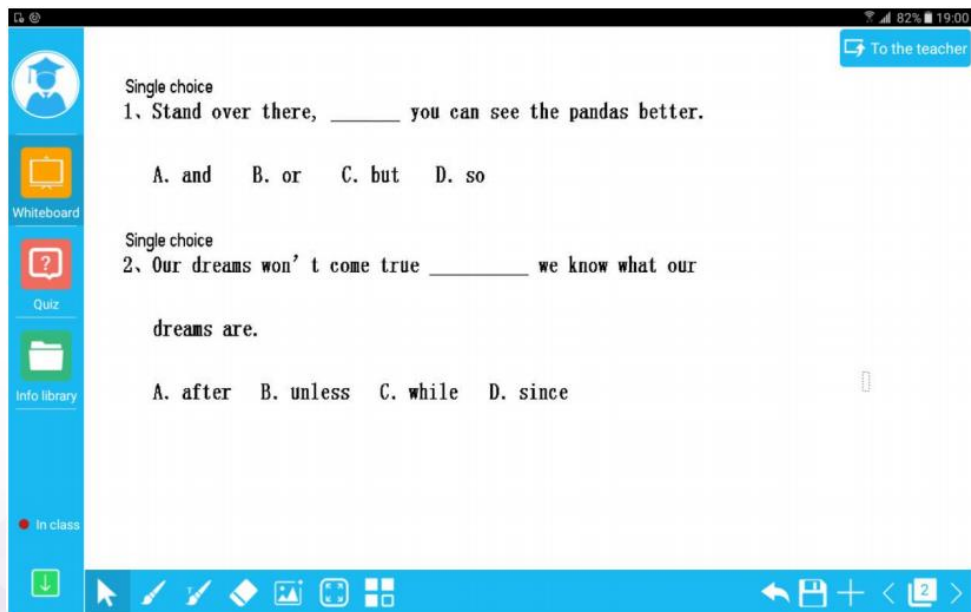 82% 19:00
To the teacher
Single choice
1、Stand over there, _______ you can see the pandas better.
A. and B. or C. but D. so
Whiteboard
Single choice
2、Our dreams won't come true __________ we know what our
dreams are.
Quiz
A. after B. unless C. while D. since
Info library
In class
2